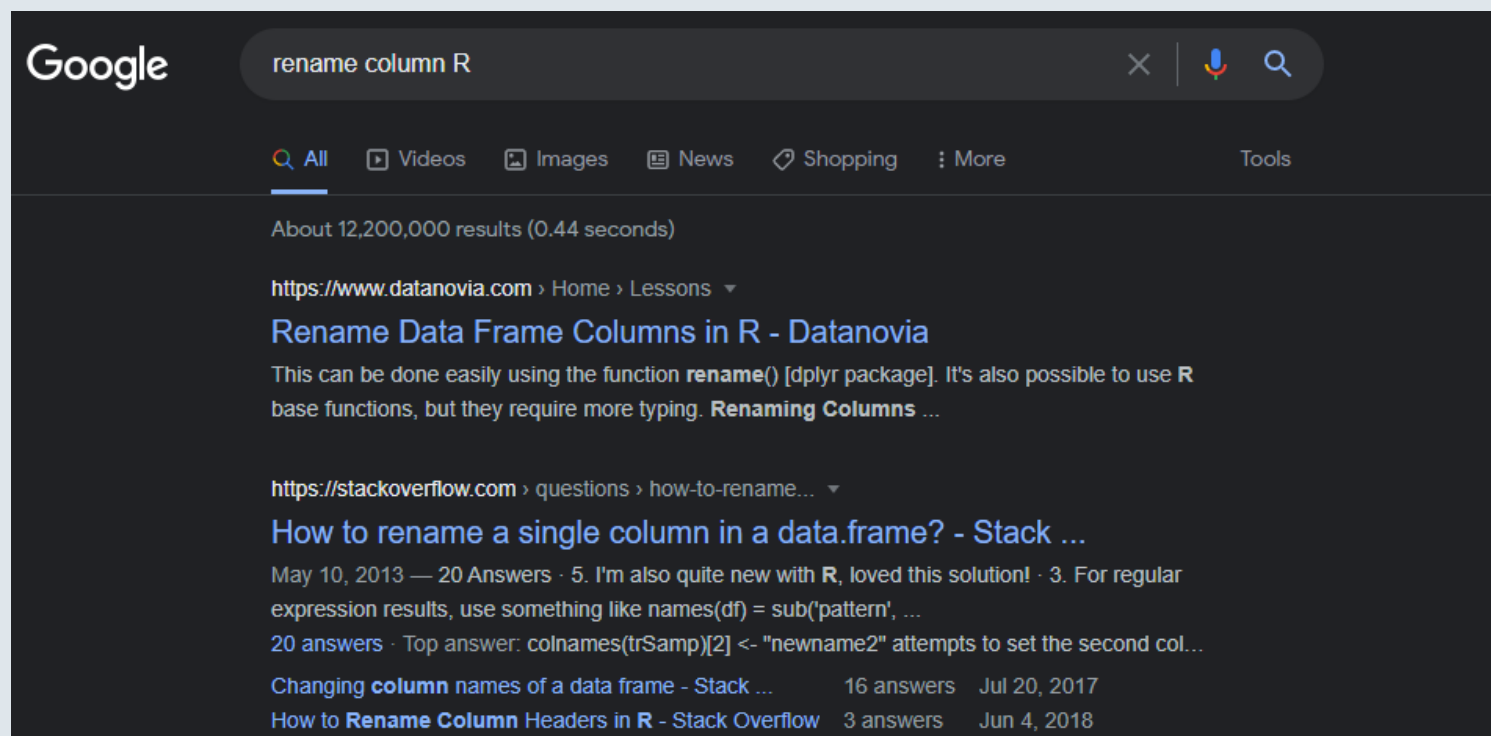 Google
rename column R
All Videos Images News Shopping More Tools
About 12,200,000 results (0.44 seconds)
https://www.datanovia.com › Home › Lessons
Rename Data Frame Columns in R - Datanovia
This can be done easily using the function rename() [dplyr package]. It's also possible to use R
base functions, but they require more typing. Renaming Columns ...
https://stackoverflow.com › questions › how-to-rename...
How to rename a single column in a data.frame? - Stack ...
May 10, 2013 — 20 Answers · 5. I'm also quite new with R, loved this solution! · 3. For regular
expression results, use something like names(df) = sub('pattern', ...
20 answers · Top answer: colnames(trSamp)[2] <- "newname2" attempts to set the second col...
Changing column names of a data frame - Stack ... 16 answers Jul 20, 2017
How to Rename Column Headers in R - Stack Overflow 3 answers Jun 4, 2018